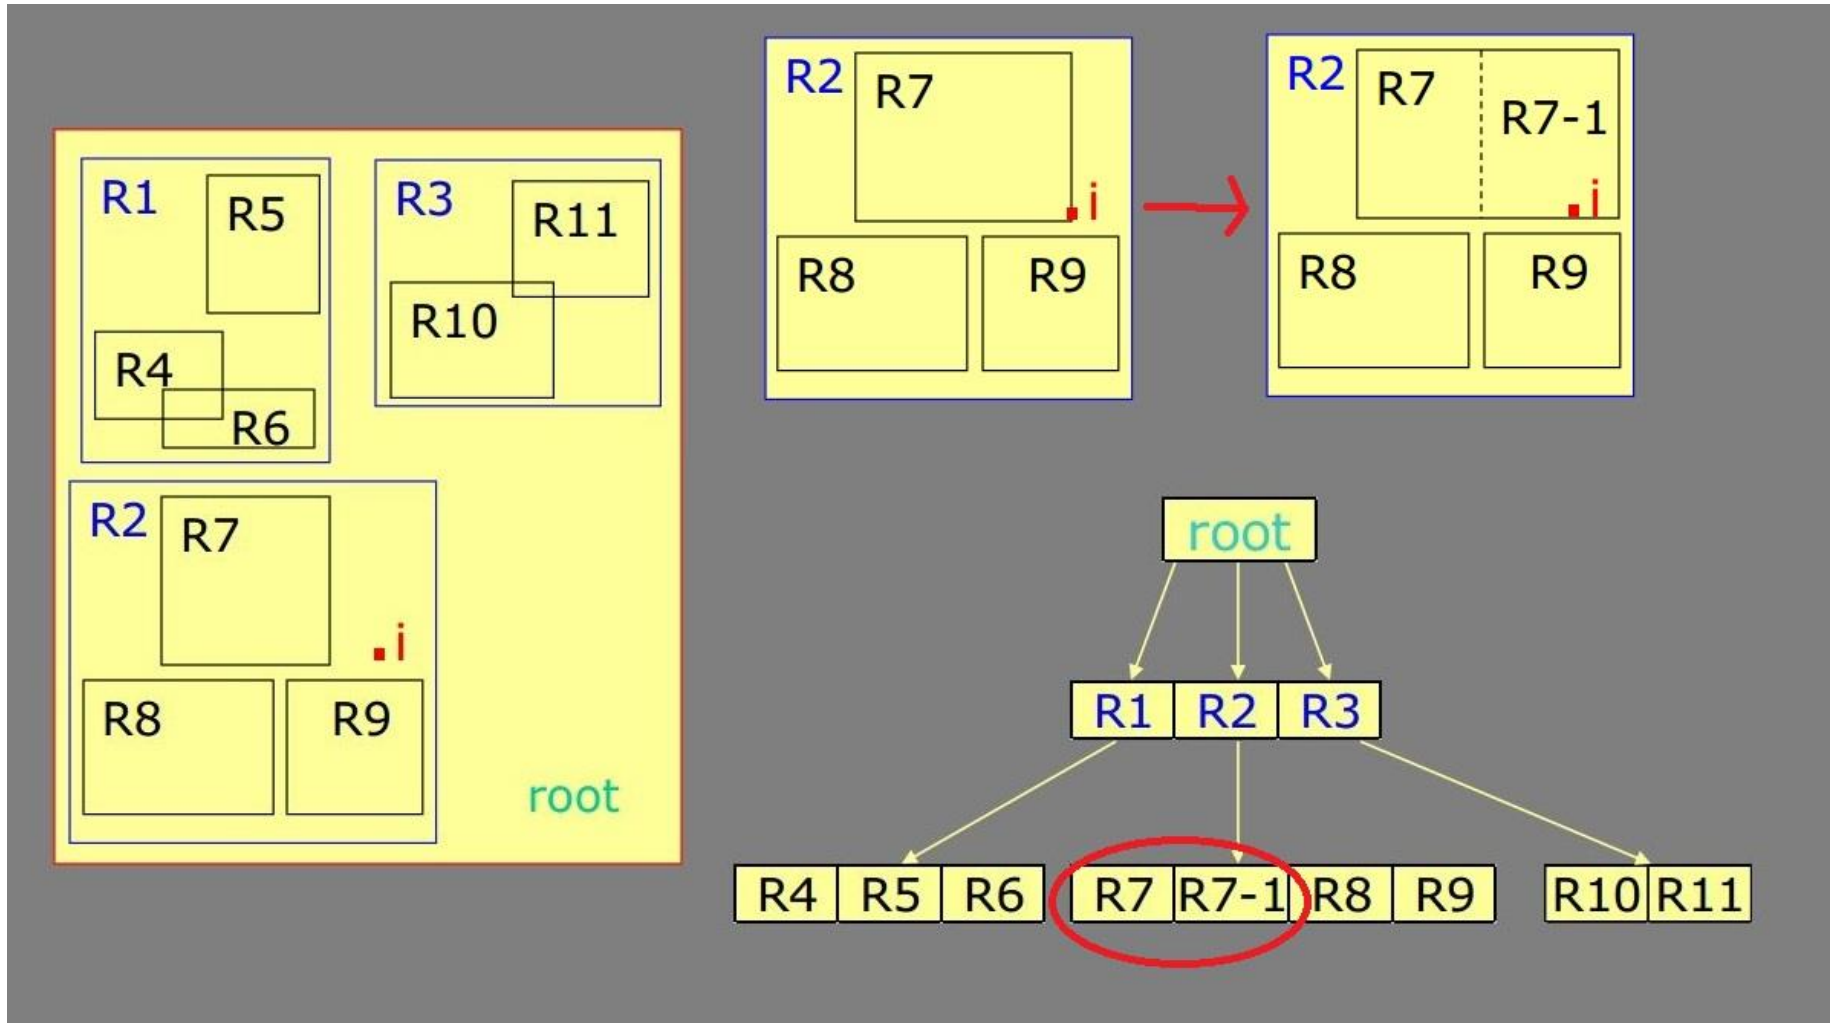 R1
R5
R4
R6
R3
R11
R10
R2
R7
.i
R8
R9
root
R2
R7
.i
R8
R9
R2
R7
R7-1
.i
R8
R9
root
R1 R2 R3
R4 R5 R6 R7 R7-1 R8 R9 R10 R11